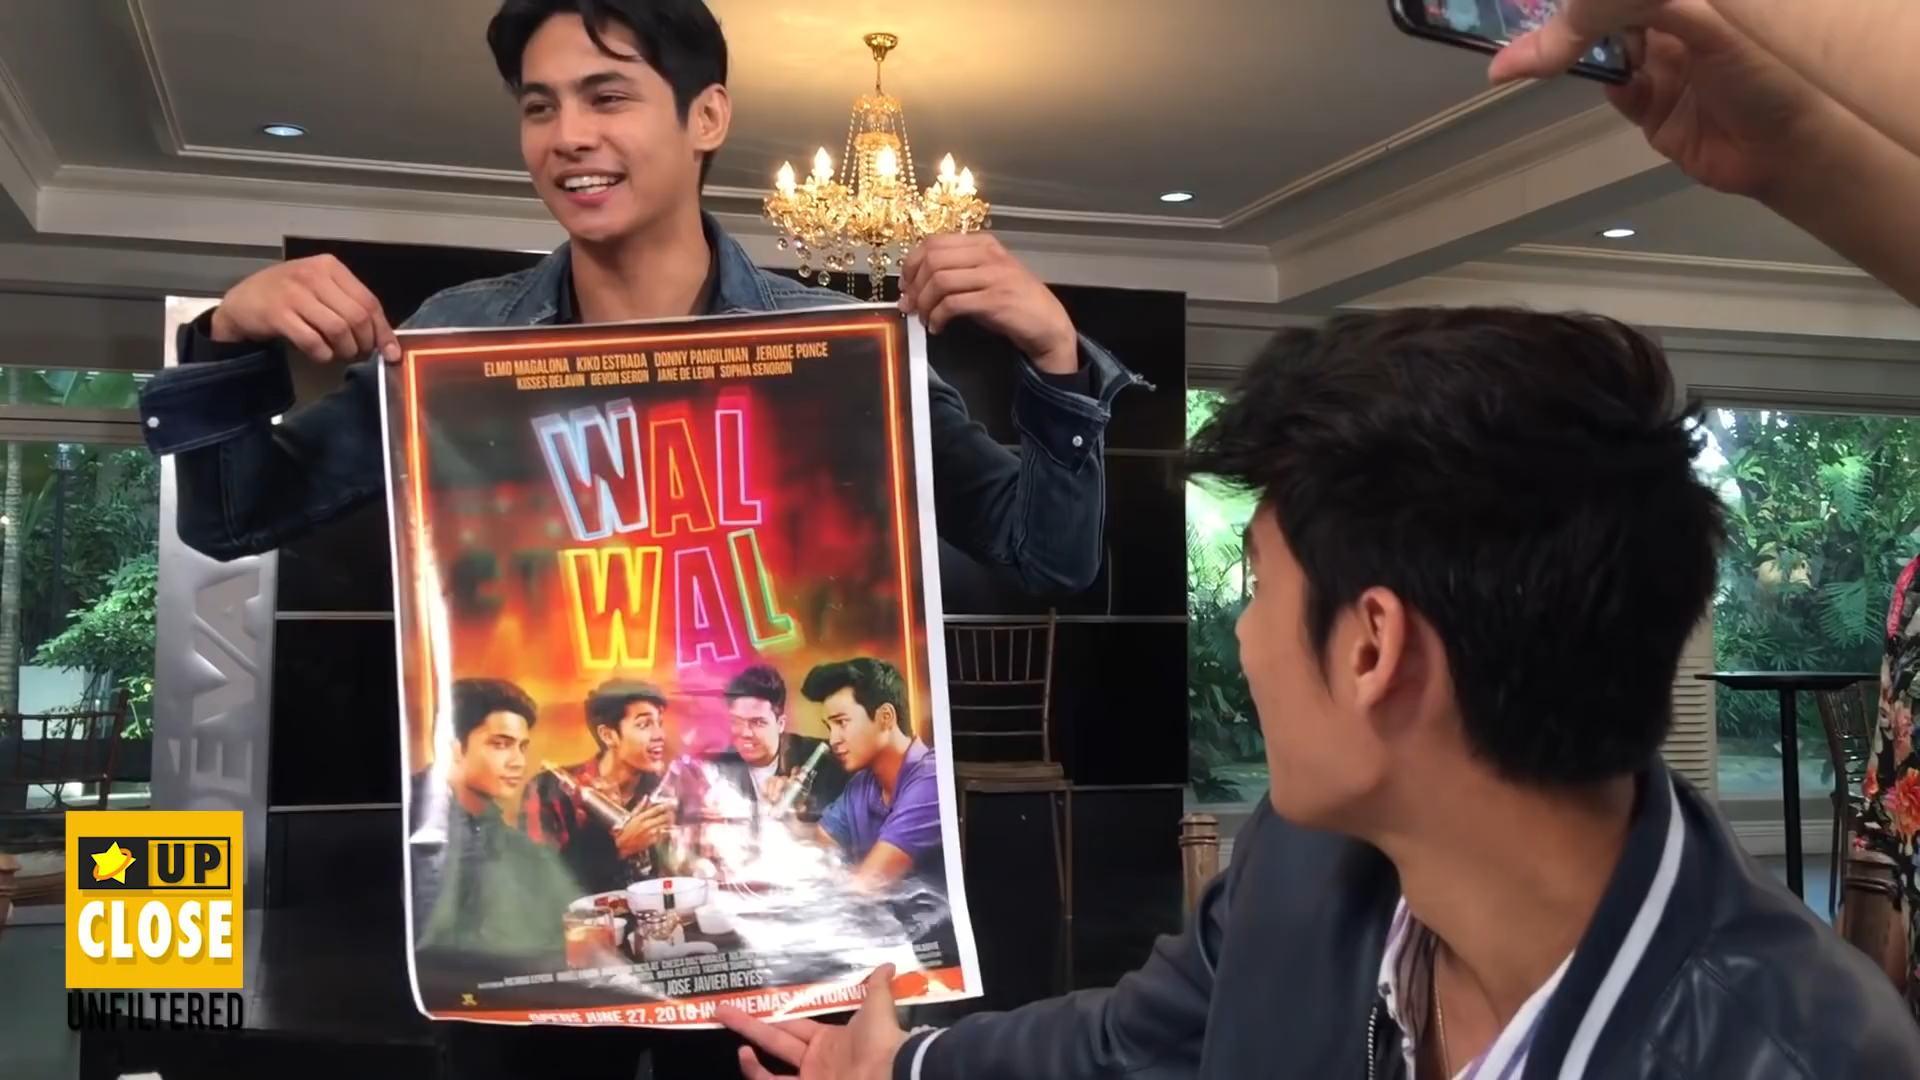 ELMO MAGALONA KIKO ESTRADA DONNY PANGILINAN JEROME PONCE
KISSES DELAVIN DEVON SERON JANE DE LEON SOPHIA SENORON
WAL
WAL
JOSE JAVIER REYES
OPENS JUNE 27, 2018 IN CINEMAS
UP
CLOSE
UNFILTERED